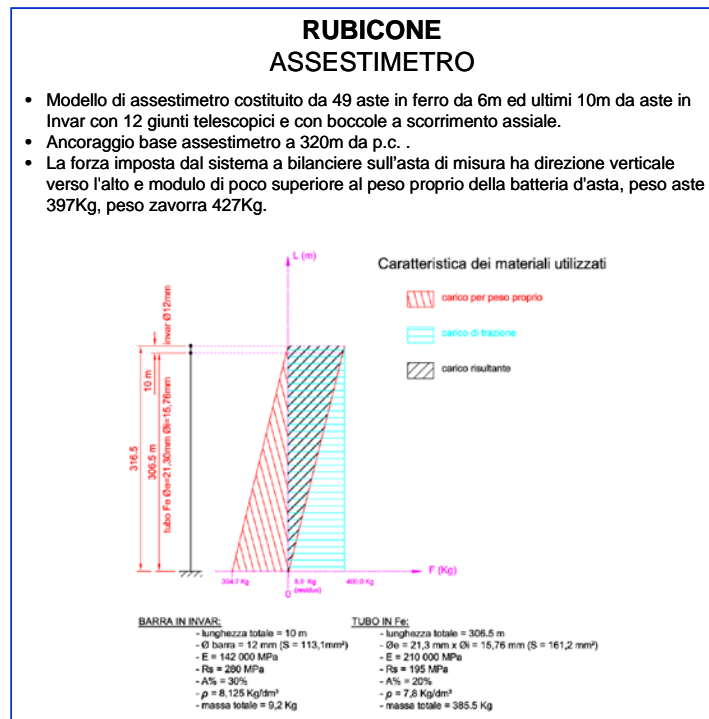 RUBICONE
ASSESTIMETRO
• Modello di assestimetro costituito da 49 aste in ferro da 6m ed ultimi 10m da aste in
Invar con 12 giunti telescopici e con boccole a scorrimento assiale.
• Ancoraggio base assestimetro a 320m da p.c. .
• La forza imposta dal sistema a bilanciere sull'asta di misura ha direzione verticale
verso l'alto e modulo di poco superiore al peso proprio della batteria d'asta, peso aste
397Kg, peso zavorra 427Kg.
L (m)
Caratteristica dei materiali utilizzati
carico per peso proprio
carico di trazione
carico risultante
invar Ø12mm
10 m
316.5
306.5 m
tubo Fe Øe=21,30mm Øi=15,76mm
F (Kg)
394.7 Kg
5.5. Kg
(residuo)
400.0 Kg
0
BARRA IN INVAR:
- lunghezza totale = 10 m
- Ø barra = 12 mm (S = 113,1mm²)
- E = 142 000 MPa
- Rs = 280 MPa
- A% = 30%
- ρ = 8,125 Kg/dm³
- massa totale = 9,2 Kg
TUBO IN Fe:
- lunghezza totale = 306.5 m
- Øe = 21,3 mm x Øi = 15,76 mm (S = 161,2 mm²)
- E = 210 000 MPa
- Rs = 195 MPa
- A% = 20%
- ρ = 7,8 Kg/dm³
- massa totale = 385.5 Kg